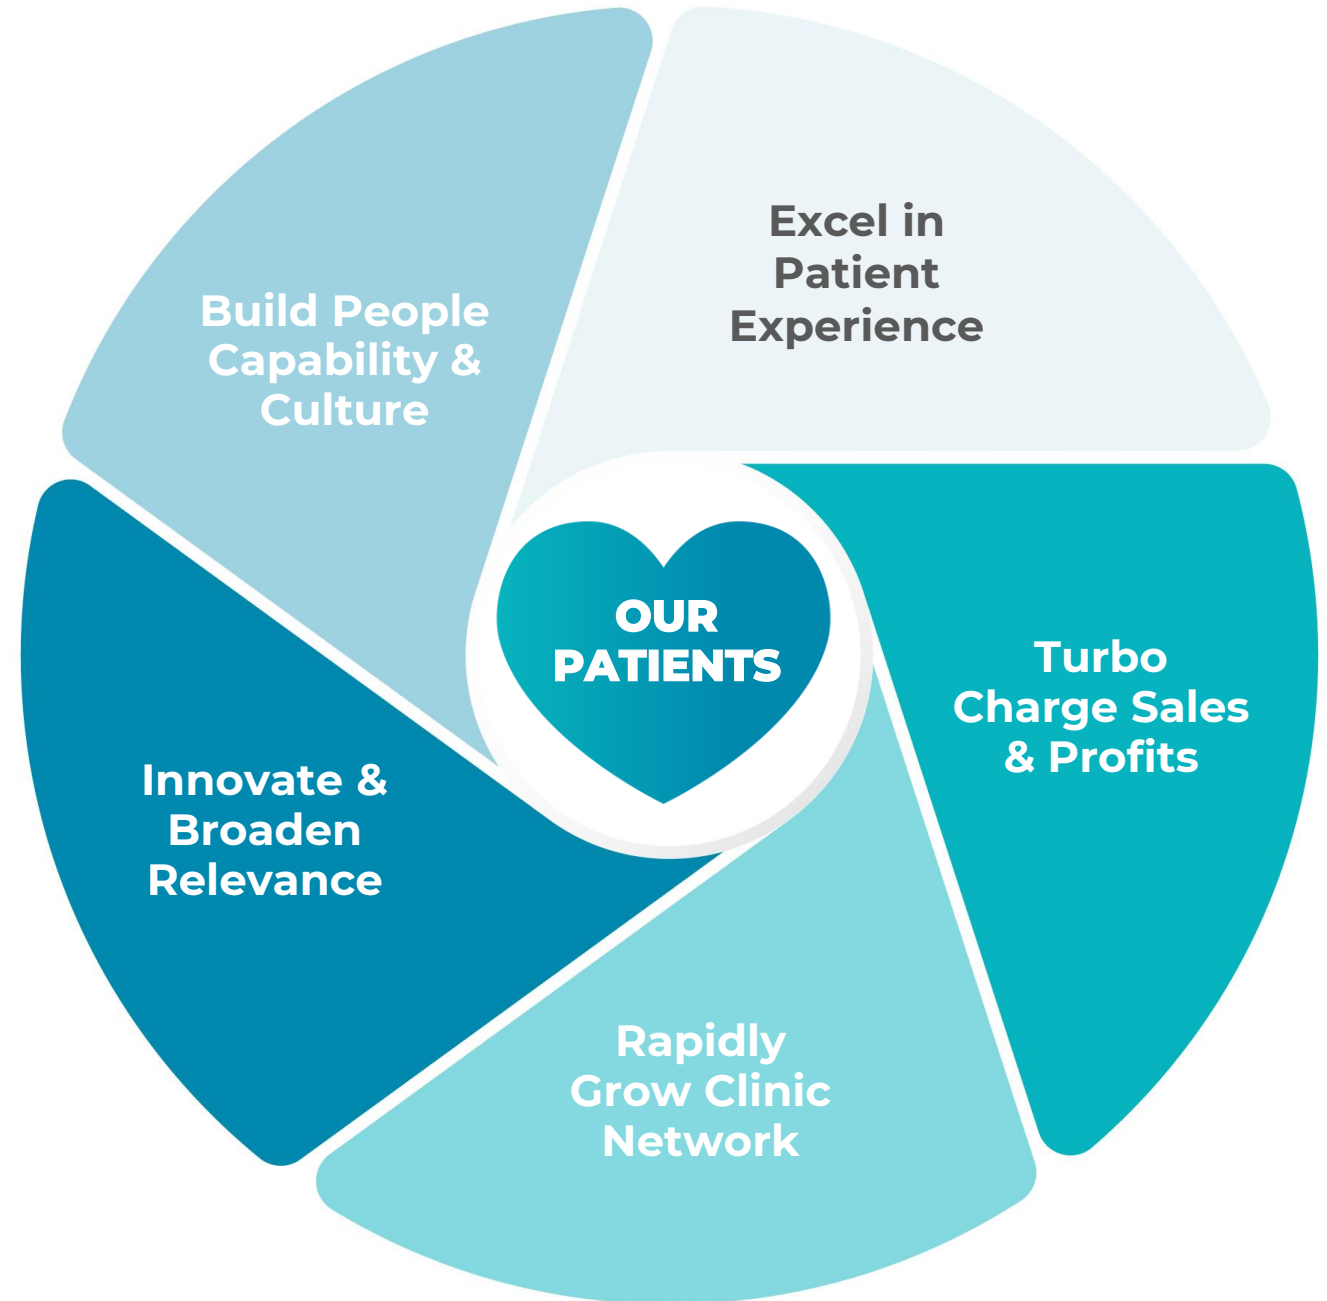 Excel in
Patient
Experience
Build People
Capability &
Culture
OUR
PATIENTS
Turbo
Charge Sales
& Profits
Innovate &
Broaden
Relevance
Rapidly
Grow Clinic
Network